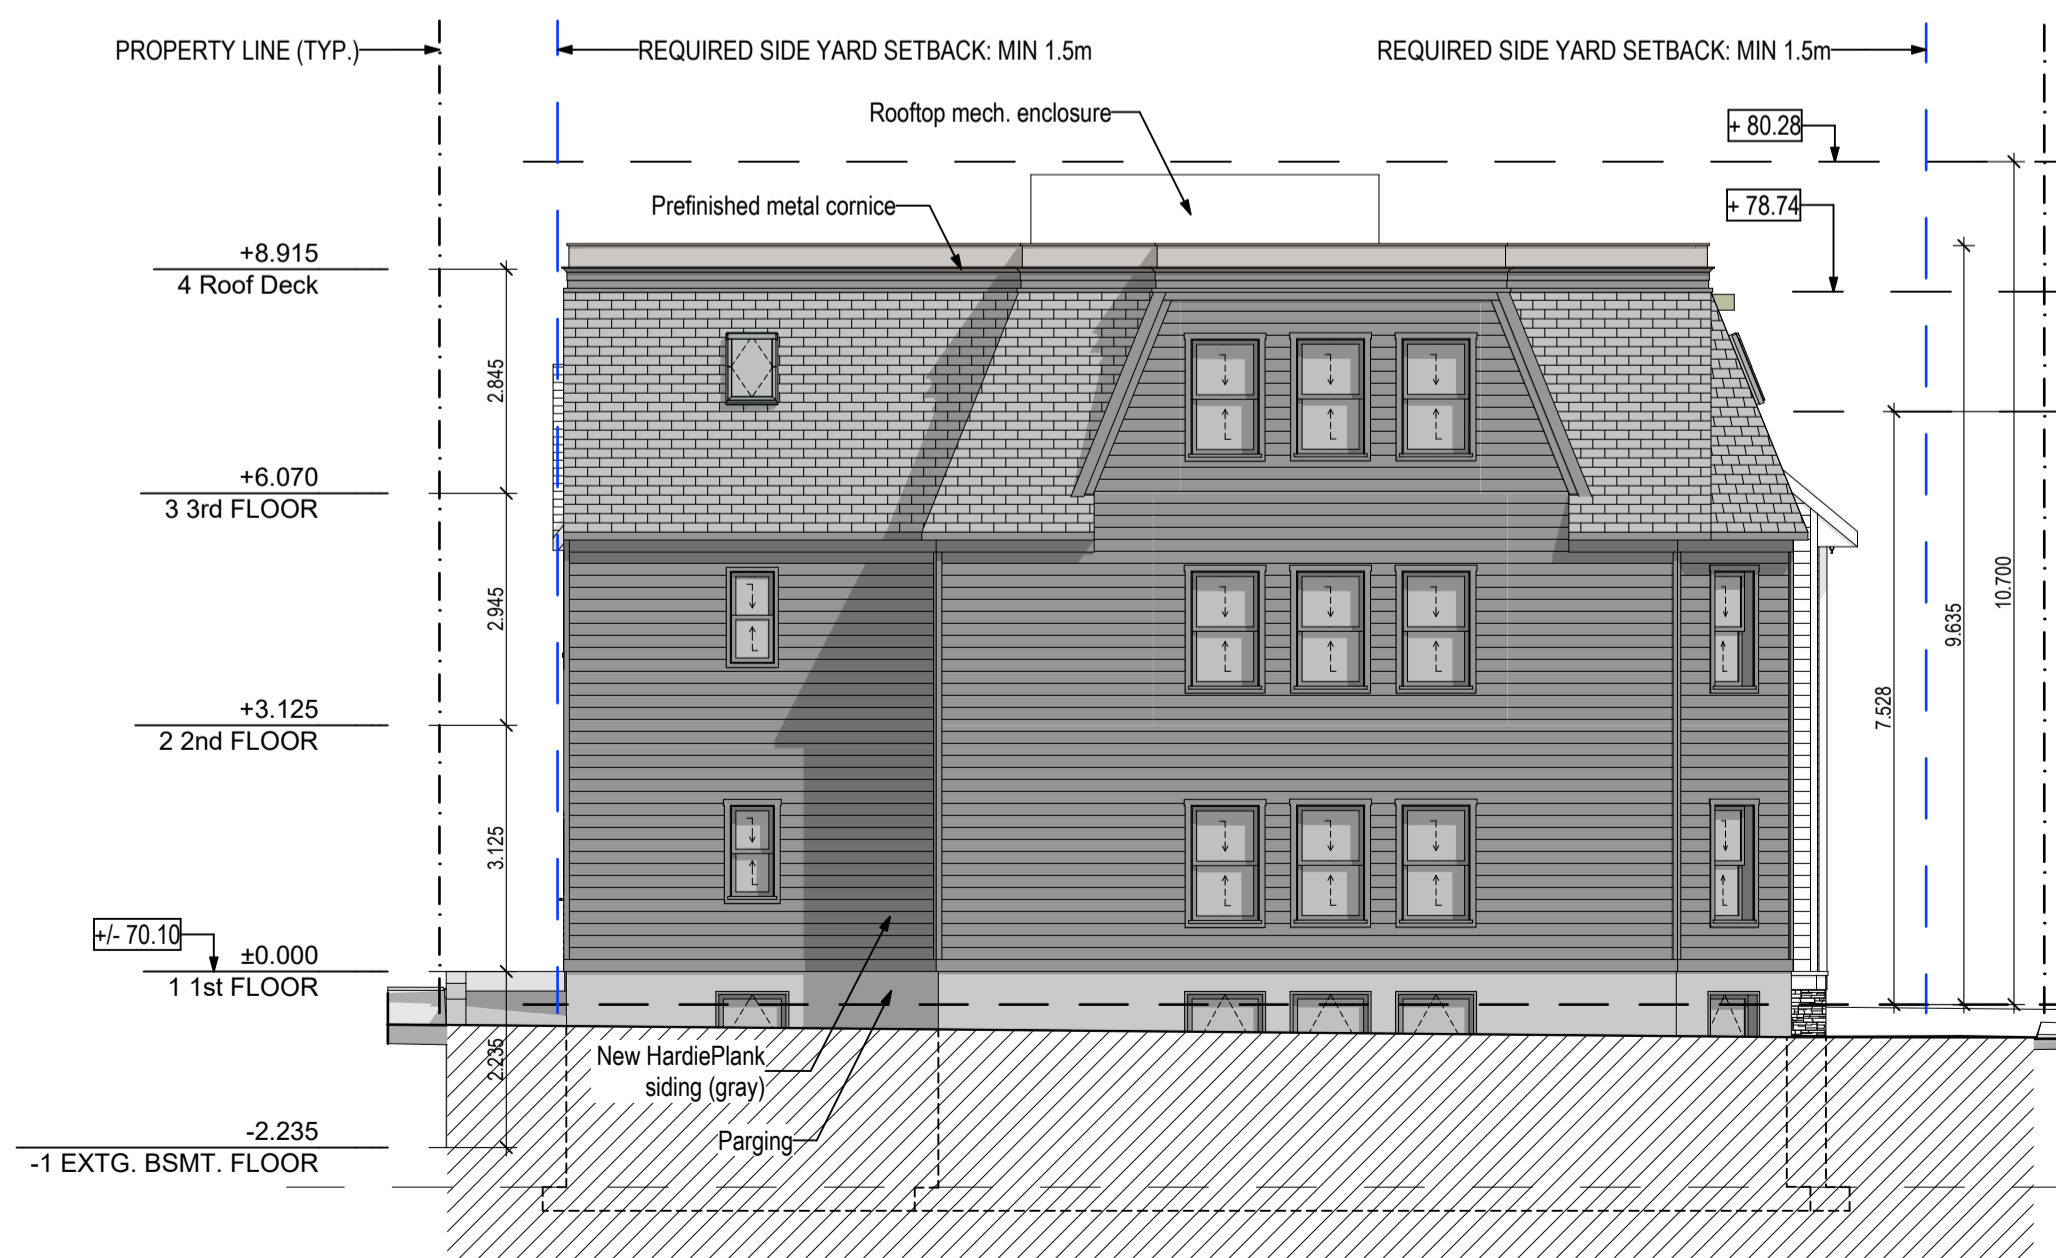 PROPERTY LINE (TYP.)
REQUIRED SIDE YARD SETBACK: MIN 1.5m
REQUIRED SIDE YARD SETBACK: MIN 1.5m
Rooftop mech. enclosure
+ 80.28
Prefinished metal cornice
+ 78.74
+8.915
4 Roof Deck
2.845
+6.070
3 3rd FLOOR
2.945
10.700
9.635
7.528
+3.125
2 2nd FLOOR
3.125
+/- 70.10
±0.000
1 1st FLOOR
2.235
New HardiePlank
siding (gray)
Parging
-2.235
-1 EXTG. BSMT. FLOOR